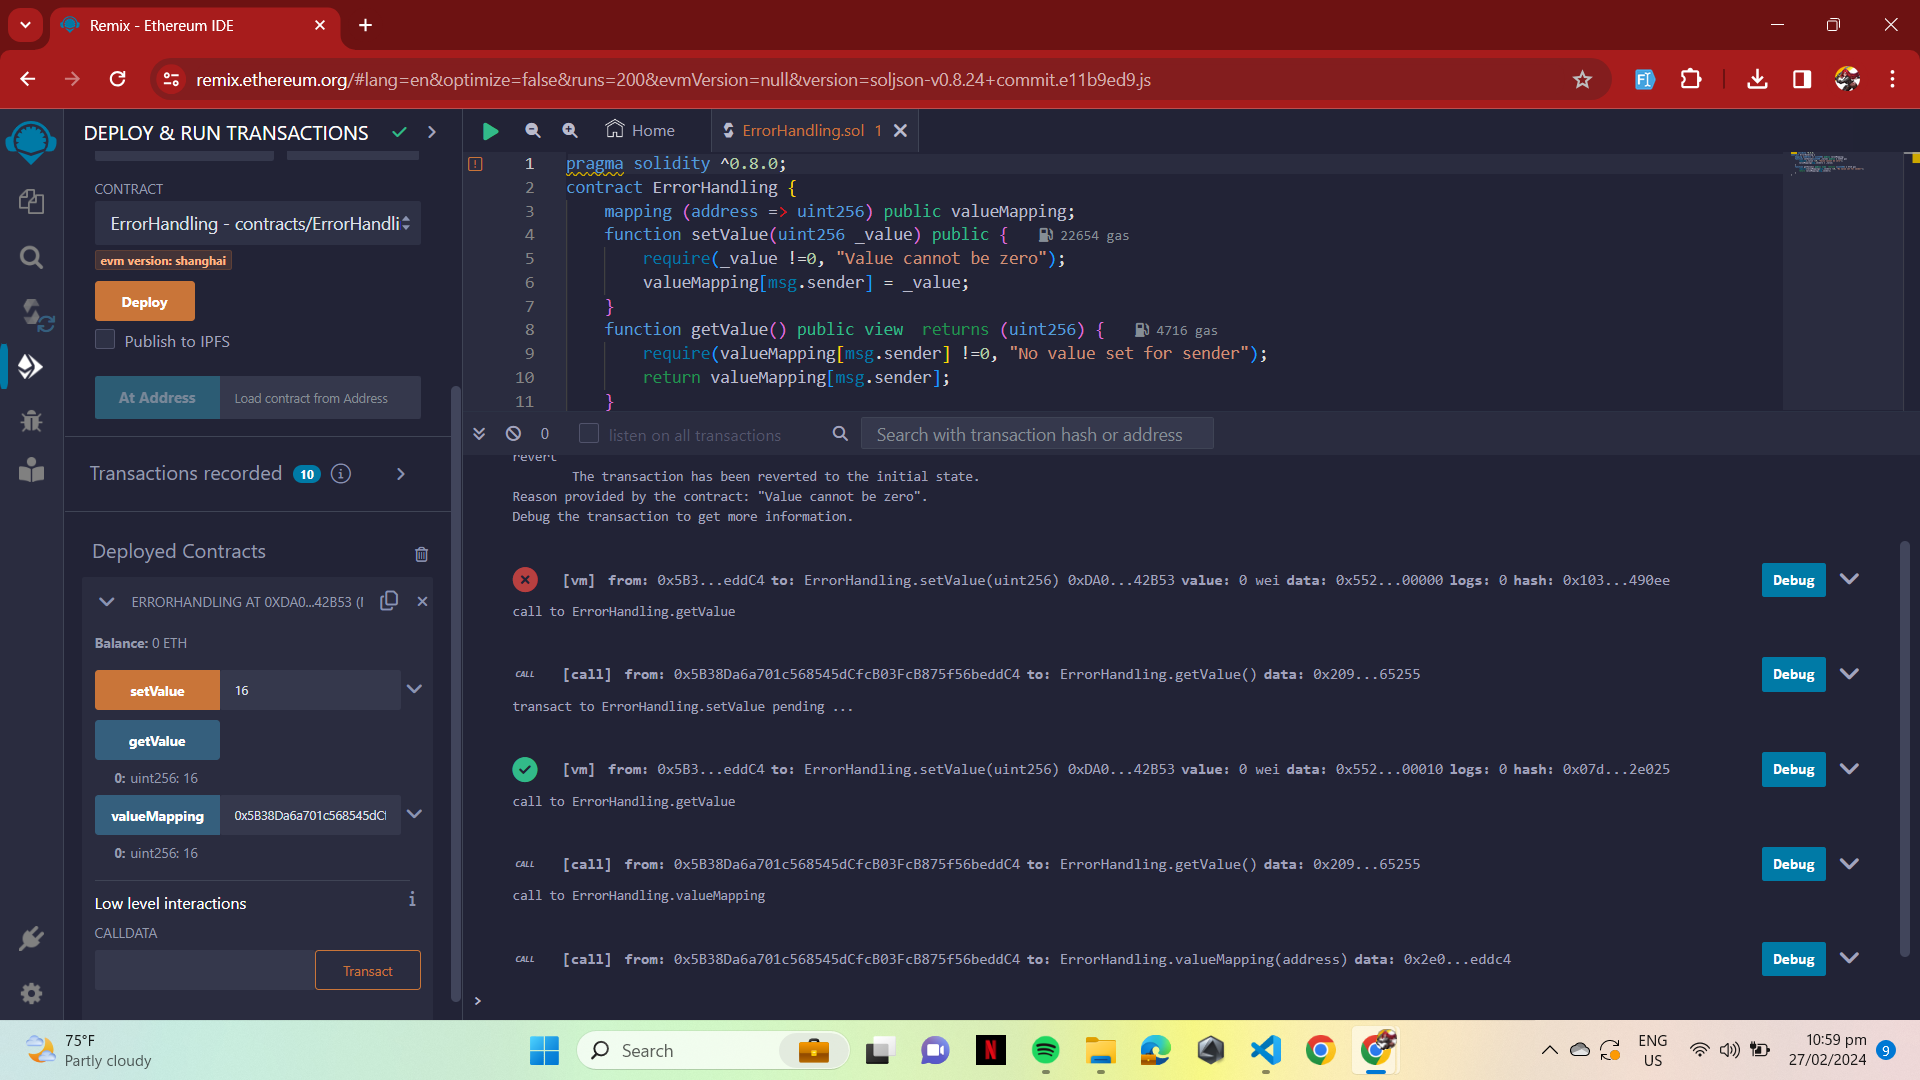 Remix - Ethereum IDE
remix.ethereum.org/#lang=en&optimize=false&runs=200&evmVersion=null&version=soljson-v0.8.24+commit.e11b9ed9.js
DEPLOY & RUN TRANSACTIONS
CONTRACT
ErrorHandling - contracts/ErrorHandli
evm version: shanghai
Deploy
Publish to IPFS
At Address
Load contract from Address
Transactions recorded 10
Deployed Contracts
ERRORHANDLING AT 0XDA0...42B53 (
Balance: 0 ETH
setValue 16
getValue
0: uint256: 16
valueMapping 0x5B38Da6a701c568545dCf
0: uint256: 16
Low level interactions
CALLDATA
Transact
Home
ErrorHandling.sol 1
1 pragma solidity ^0.8.0;
2 contract ErrorHandling {
3 mapping (address => uint256) public valueMapping;
4 function setValue(uint256 _value) public { 22654 gas
5 require(_value !=0, "Value cannot be zero");
6 valueMapping[msg.sender] = _value;
7 }
8 function getValue() public view returns (uint256) { 4716 gas
9 require(valueMapping[msg.sender] !=0, "No value set for sender");
10 return valueMapping[msg.sender];
11 }
0 listen on all transactions Search with transaction hash or address
revert
The transaction has been reverted to the initial state.
Reason provided by the contract: "Value cannot be zero".
Debug the transaction to get more information.
[vm] from: 0x5B3...eddC4 to: ErrorHandling.setValue(uint256) 0xDA0...42B53 value: 0 wei data: 0x552...00000 logs: 0 hash: 0x103...490ee Debug
call to ErrorHandling.getValue
CALL [call] from: 0x5B38Da6a701c568545dCfcB03FcB875f56beddC4 to: ErrorHandling.getValue() data: 0x209...65255 Debug
transact to ErrorHandling.setValue pending ...
[vm] from: 0x5B3...eddC4 to: ErrorHandling.setValue(uint256) 0xDA0...42B53 value: 0 wei data: 0x552...00010 logs: 0 hash: 0x07d...2e025 Debug
call to ErrorHandling.getValue
CALL [call] from: 0x5B38Da6a701c568545dCfcB03FcB875f56beddC4 to: ErrorHandling.getValue() data: 0x209...65255 Debug
call to ErrorHandling.valueMapping
CALL [call] from: 0x5B38Da6a701c568545dCfcB03FcB875f56beddC4 to: ErrorHandling.valueMapping(address) data: 0x2e0...eddc4 Debug
>
75°F
Partly cloudy
Search
ENG
US
10:59 pm
27/02/2024
9